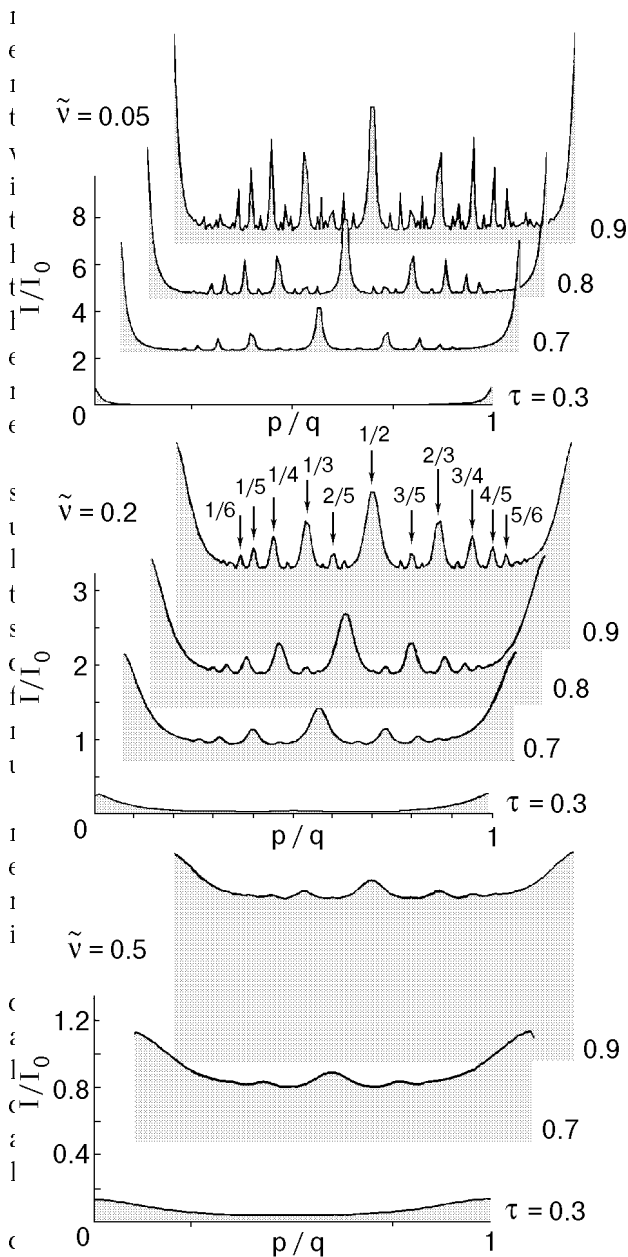 ν̃ = 0.05
I/I₀
8
6
4
2
0
p/q
1
0.9
0.8
0.7
τ = 0.3
ν̃ = 0.2
1/6
1/5
1/4
1/3
2/5
1/2
3/5
2/3
3/4
4/5
5/6
I/I₀
3
2
1
0
p/q
1
0.9
0.8
0.7
τ = 0.3
ν̃ = 0.5
I/I₀
1.2
0.8
0.4
0
p/q
1
0.9
0.7
τ = 0.3